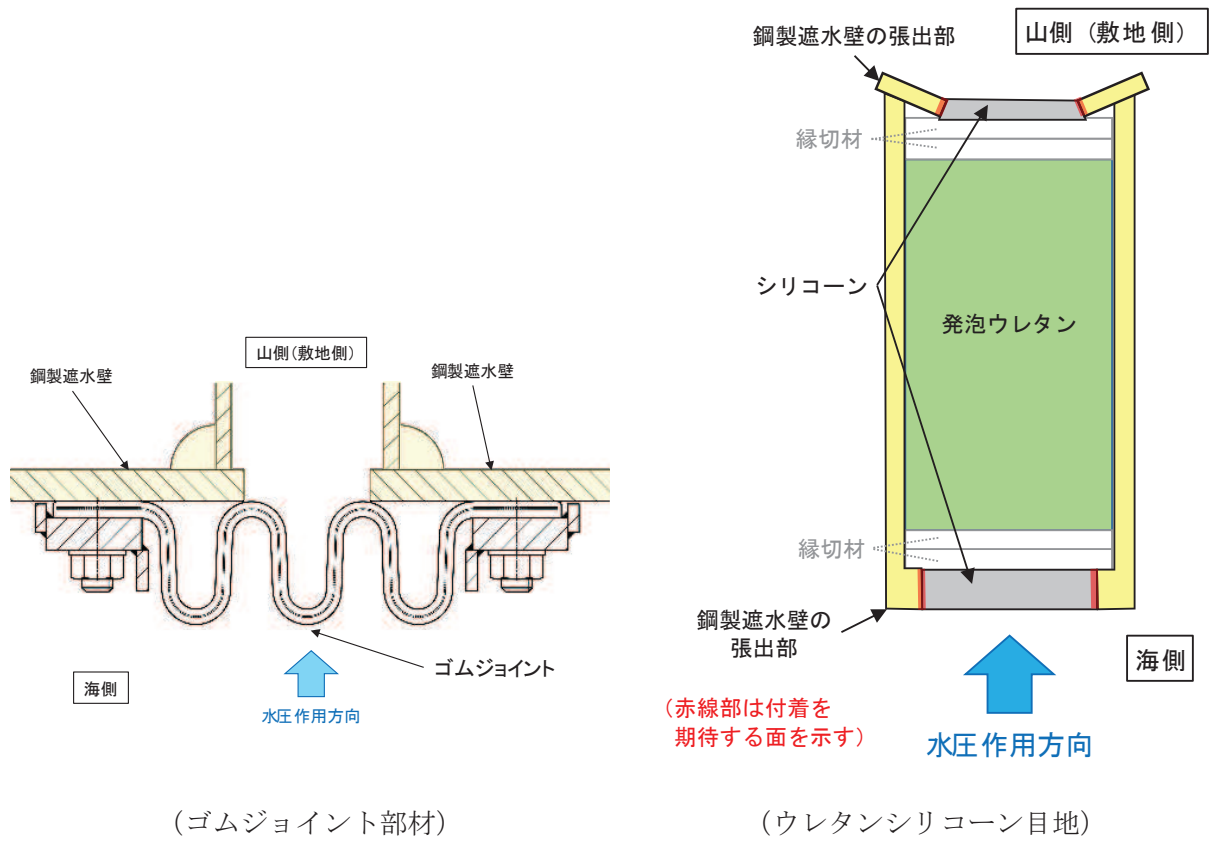 山側(敷地側)
鋼製遮水壁
鋼製遮水壁
ゴムジョイント
海側
水圧作用方向
(ゴムジョイント部材)
鋼製遮水壁の張出部
山側(敷地側)
縁切材
シリコーン
発泡ウレタン
縁切材
鋼製遮水壁の
張出部
海側
(赤線部は付着を
期待する面を示す)
水圧作用方向
(ウレタンシリコーン目地)